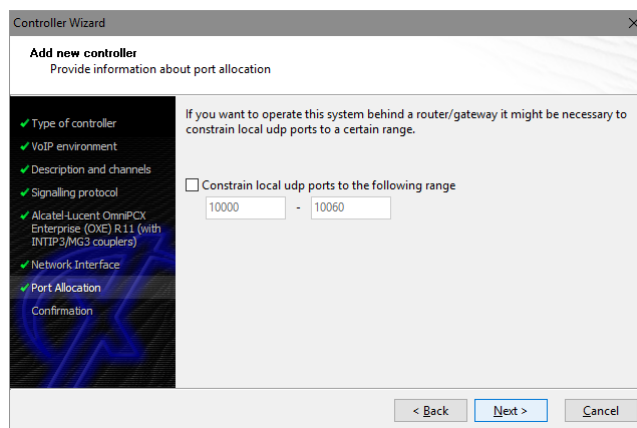 Controller Wizard
Add new controller
Provide information about port allocation
Type of controller
VoIP environment
Description and channels
Signalling protocol
Alcatel-Lucent OmniPCX
Enterprise (OXE) R11 (with
INTIP3/MG3 couplers)
Network Interface
Port Allocation
Confirmation
If you want to operate this system behind a router/gateway it might be necessary to
constrain local udp ports to a certain range.
Constrain local udp ports to the following range
10000 - 10060
< Back Next > Cancel